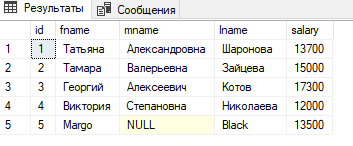 Результаты Сообщения
id fname mname lname salary
1 1 Татьяна Александровна Шаронова 13700
2 2 Тамара Валерьевна Зайцева 15000
3 3 Георгий Алексеевич Котов 17300
4 4 Виктория Степановна Николаева 12000
5 5 Margo NULL Black 13500